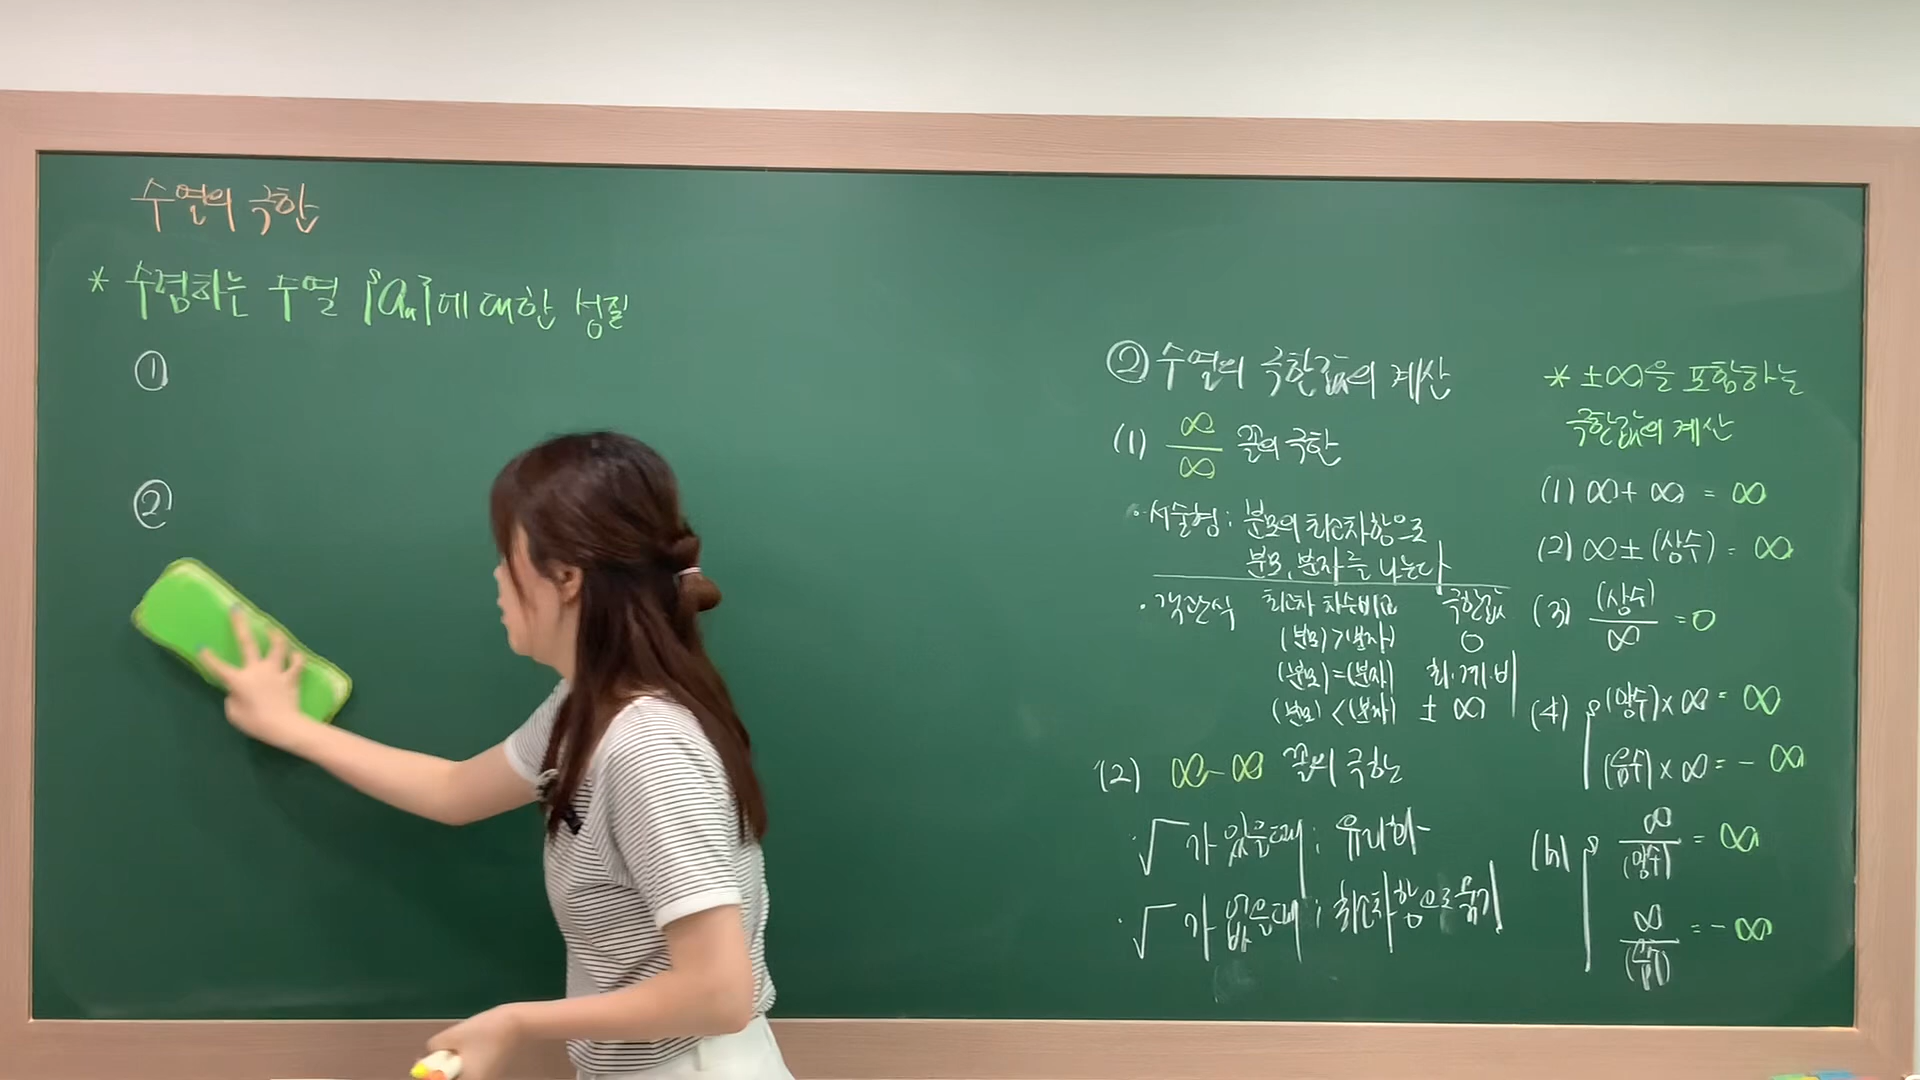 수열의 극한
* 수렴하는 수열 {aₙ}에 대한 성질
①
②
② 수열의 극한값의 계산
(1) ∞/∞ 꼴의 극한
· 서술형 : 분모의 최고차항으로
분모, 분자를 나눈다
· 객관식 최고차 차수비교 극한값
(분모) > (분자) 0
(분모) = (분자) 최.계.비
(분모) < (분자) ± ∞
(2) ∞-∞ 꼴의 극한
· √ 가 있을때 : 유리화
· √ 가 없을때 : 최고차항으로 묶기
* ±∞을 포함하는
극한값의 계산
(1) ∞+ ∞ = ∞
(2) ∞ ± (상수) = ∞
(3) (상수)/∞ = 0
(4) (양수) × ∞ = ∞
(음수) × ∞ = - ∞
(5) ∞/(양수) = ∞
∞/(음수) = - ∞